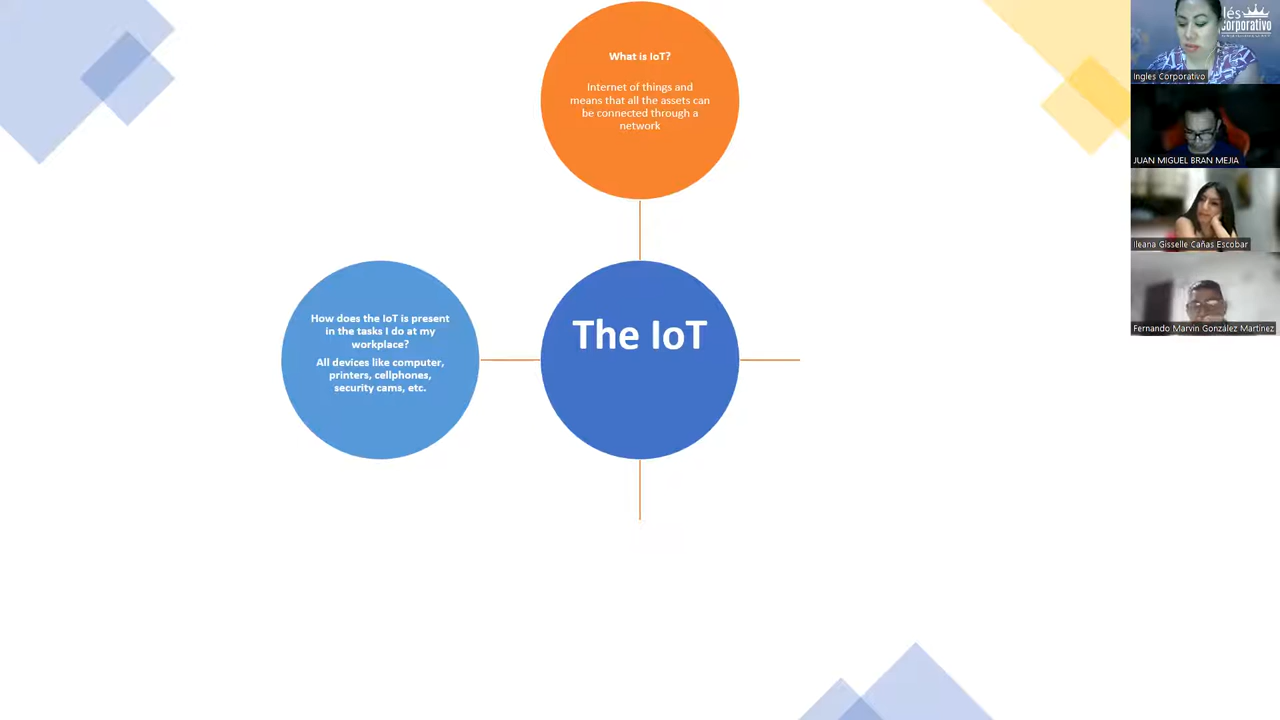 What is IoT?
Internet of things and
means that all the assets can
be connected through a
network
How does the IoT is present
in the tasks I do at my
workplace?
All devices like computer,
printers, cellphones,
security cams, etc.
The IoT
lés
corporativo
Ingles Corporativo
JUAN MIGUEL BRAN MEJIA
Ileana Gisselle Cañas Escobar
Fernando Marvin González Martínez